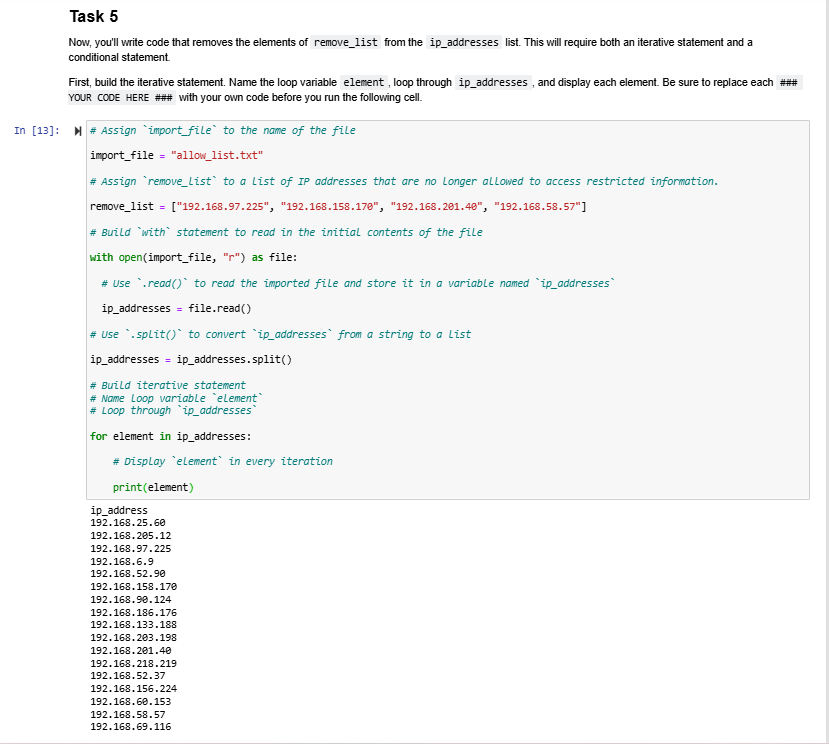 Task 5
Now, you'll write code that removes the elements of remove_list from the ip_addresses list. This will require both an iterative statement and a
conditional statement.
First, build the iterative statement. Name the loop variable element , loop through ip_addresses , and display each element. Be sure to replace each ###
YOUR CODE HERE ### with your own code before you run the following cell.
In [13]:
# Assign `import_file` to the name of the file
import_file = "allow_list.txt"
# Assign `remove_list` to a list of IP addresses that are no longer allowed to access restricted information.
remove_list = ["192.168.97.225", "192.168.158.170", "192.168.201.40", "192.168.58.57"]
# Build `with` statement to read in the initial contents of the file
with open(import_file, "r") as file:
# Use `.read()` to read the imported file and store it in a variable named `ip_addresses`
ip_addresses = file.read()
# Use `.split()` to convert `ip_addresses` from a string to a list
ip_addresses = ip_addresses.split()
# Build iterative statement
# Name loop variable `element`
# Loop through `ip_addresses`
for element in ip_addresses:
# Display `element` in every iteration
print(element)
ip_address
192.168.25.60
192.168.205.12
192.168.97.225
192.168.6.9
192.168.52.90
192.168.158.170
192.168.90.124
192.168.186.176
192.168.133.188
192.168.203.198
192.168.201.40
192.168.218.219
192.168.52.37
192.168.156.224
192.168.60.153
192.168.58.57
192.168.69.116